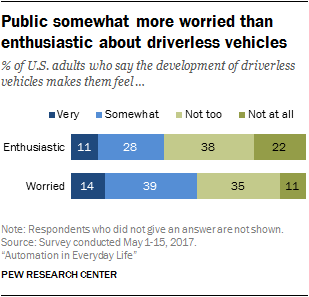 Public somewhat more worried than
enthusiastic about driverless vehicles
% of U.S. adults who say the development of driverless
vehicles makes them feel ...
Very Somewhat Not too Not at all
Enthusiastic 11 28 38 22
Worried 14 39 35 11
Note: Respondents who did not give an answer are not shown.
Source: Survey conducted May 1-15, 2017.
“Automation in Everyday Life”
PEW RESEARCH CENTER